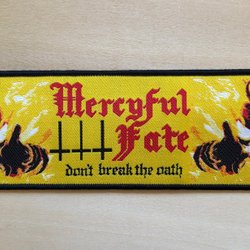 Mercyful
Fate
don't break the oath